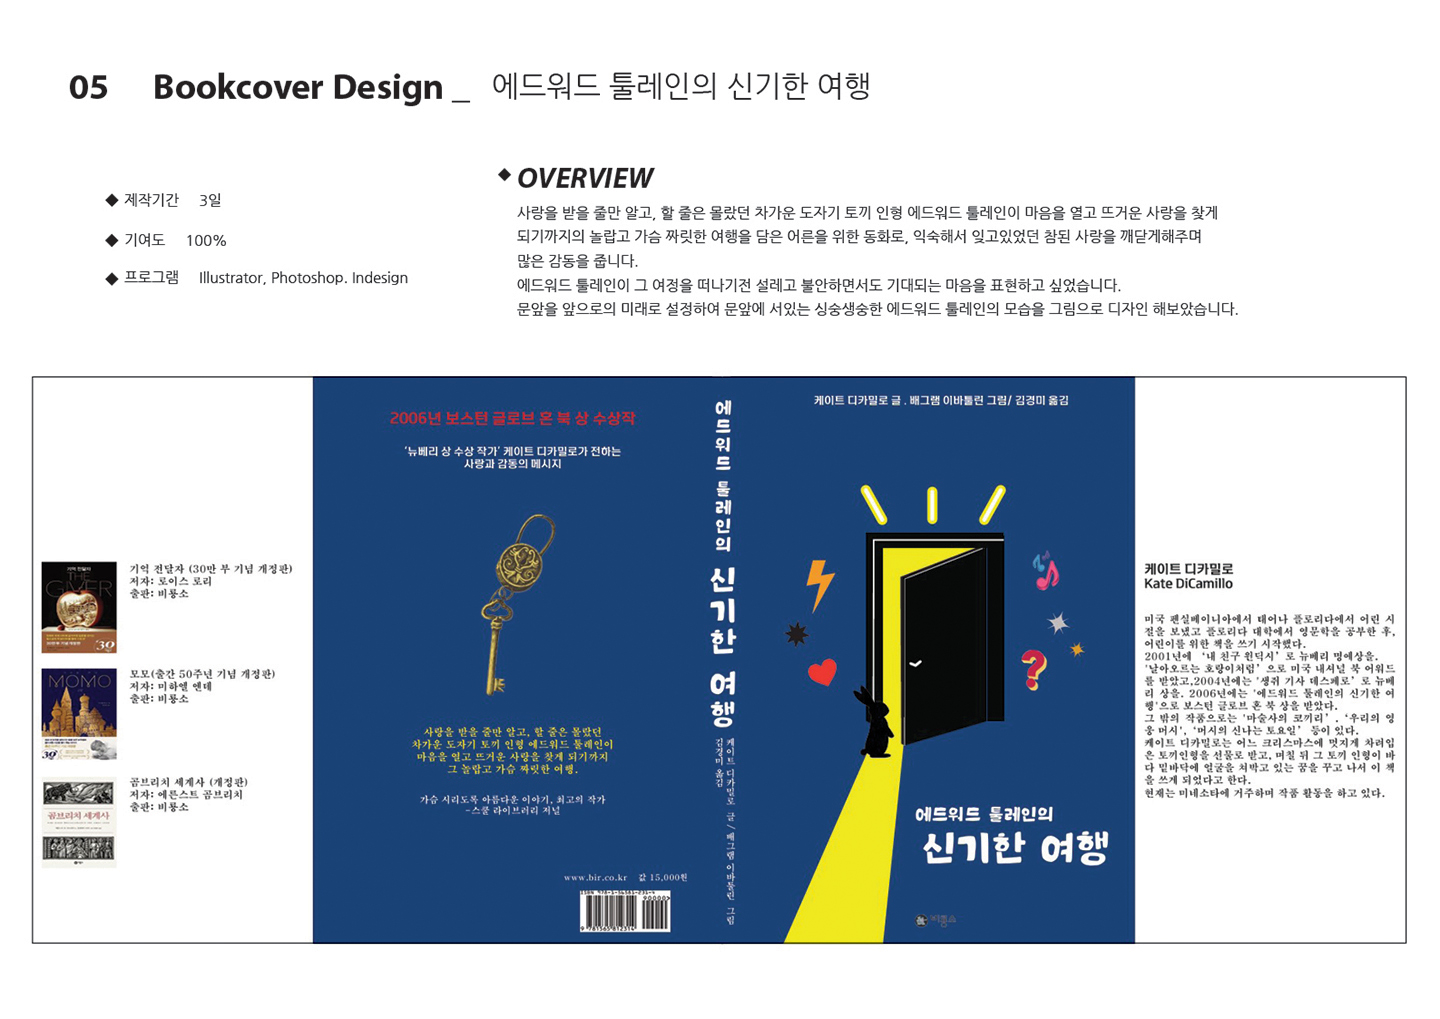 05 Bookcover Design _ 에드워드 툴레인의 신기한 여행
◆ 제작기간 3일
◆ 기여도 100%
◆ 프로그램 Illustrator, Photoshop. Indesign
◆ OVERVIEW
사랑을 받을 줄만 알고, 할 줄은 몰랐던 차가운 도자기 토끼 인형 에드워드 툴레인이 마음을 열고 뜨거운 사랑을 찾게
되기까지의 놀랍고 가슴 짜릿한 여행을 담은 어른을 위한 동화로, 익숙해서 잊고있었던 참된 사랑을 깨닫게해주며
많은 감동을 줍니다.
에드워드 툴레인이 그 여정을 떠나기전 설레고 불안하면서도 기대되는 마음을 표현하고 싶었습니다.
문앞을 앞으로의 미래로 설정하여 문앞에 서있는 싱숭생숭한 에드워드 툴레인의 모습을 그림으로 디자인 해보았습니다.
기억 전달자
THE GIVER
기억 전달자 (30만 부 기념 개정판)
저자: 로이스 로리
출판: 비룡소
MOMO
모모(출간 50주년 기념 개정판)
저자: 미하엘 엔데
출판: 비룡소
곰브리치 세계사
곰브리치 세계사 (개정판)
저자: 에른스트 곰브리치
출판: 비룡소
2006년 보스턴 글로브 혼 북 상 수상작
'뉴베리 상 수상 작가' 케이트 디카밀로가 전하는
사랑과 감동의 메시지
사랑을 받을 줄만 알고, 할 줄은 몰랐던
차가운 도자기 토끼 인형 에드워드 툴레인이
마음을 열고 뜨거운 사랑을 찾게 되기까지
그 놀랍고 가슴 짜릿한 여행.
가슴 시리도록 아름다운 이야기, 최고의 작가
-스쿨 라이브러리 저널
www.bir.co.kr 값 15,000원
90000>
에드워드 툴레인의 신기한 여행
케이트 디카밀로 글 / 배그램 이바툴린 그림
김경미 옮김
케이트 디카밀로 글 . 배그램 이바툴린 그림/ 김경미 옮김
에드워드 툴레인의
신기한 여행
비룡소
케이트 디카밀로
Kate DiCamillo
미국 펜실베이니아에서 태어나 플로리다에서 어린 시
절을 보냈고 플로리다 대학에서 영문학을 공부한 후,
어린이를 위한 책을 쓰기 시작했다.
2001년에 '내 친구 윈딕시' 로 뉴베리 명예상을.
'날아오르는 호랑이처럼' 으로 미국 내셔널 북 어워드
를 받았고,2004년에는 '생쥐 기사 데스페로' 로 뉴베
리 상을. 2006년에는 '에드워드 툴레인의 신기한 여
행'으로 보스턴 글로브 혼 북 상을 받았다.
그 밖의 작품으로는 '마술사의 코끼리' . '우리의 영
웅 머시', '머시의 신나는 토요일' 등이 있다.
케이트 디카밀로는 어느 크리스마스에 멋지게 차려입
은 토끼인형을 선물로 받고, 며칠 뒤 그 토끼 인형이 바
다 밑바닥에 얼굴을 처박고 있는 꿈을 꾸고 나서 이 책
을 쓰게 되었다고 한다.
현재는 미네소타에 거주하며 작품 활동을 하고 있다.